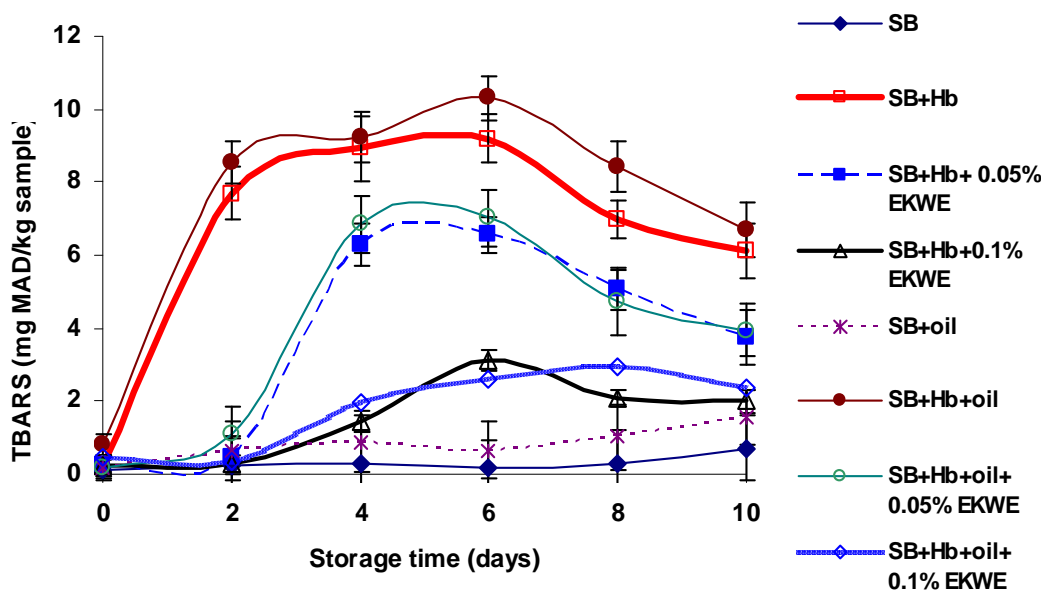 TBARS (mg MAD/kg sample)
12
10
8
6
4
2
0
0 2 4 6 8 10
Storage time (days)
SB
SB+Hb
SB+Hb+ 0.05%
EKWE
SB+Hb+0.1%
EKWE
SB+oil
SB+Hb+oil
SB+Hb+oil+
0.05% EKWE
SB+Hb+oil+
0.1% EKWE